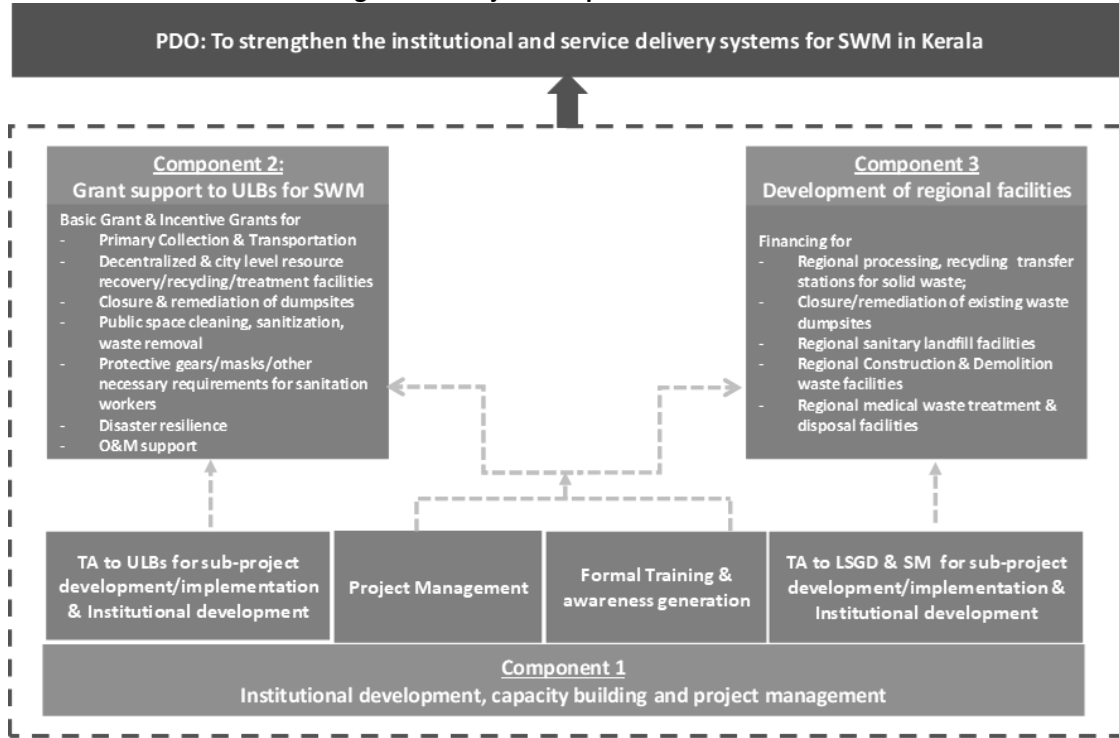 PDO: To strengthen the institutional and service delivery systems for SWM in Kerala
Component 2:
Grant support to ULBs for SWM
Basic Grant & Incentive Grants for
- Primary Collection & Transportation
- Decentralized & city level resource
recovery/recycling/treatment facilities
- Closure & remediation of dumpsites
- Public space cleaning, sanitization,
waste removal
- Protective gears/masks/other
necessary requirements for sanitation
workers
- Disaster resilience
- O&M support
Component 3
Development of regional facilities
Financing for
- Regional processing, recycling transfer
stations for solid waste;
- Closure/remediation of existing waste
dumpsites
- Regional sanitary landfill facilities
- Regional Construction & Demolition
waste facilities
- Regional medical waste treatment &
disposal facilities
TA to ULBs for sub-project
development/implementation
& Institutional development
Project Management
Formal Training &
awareness generation
TA to LSGD & SM for sub-project
development/implementation &
Institutional development
Component 1
Institutional development, capacity building and project management